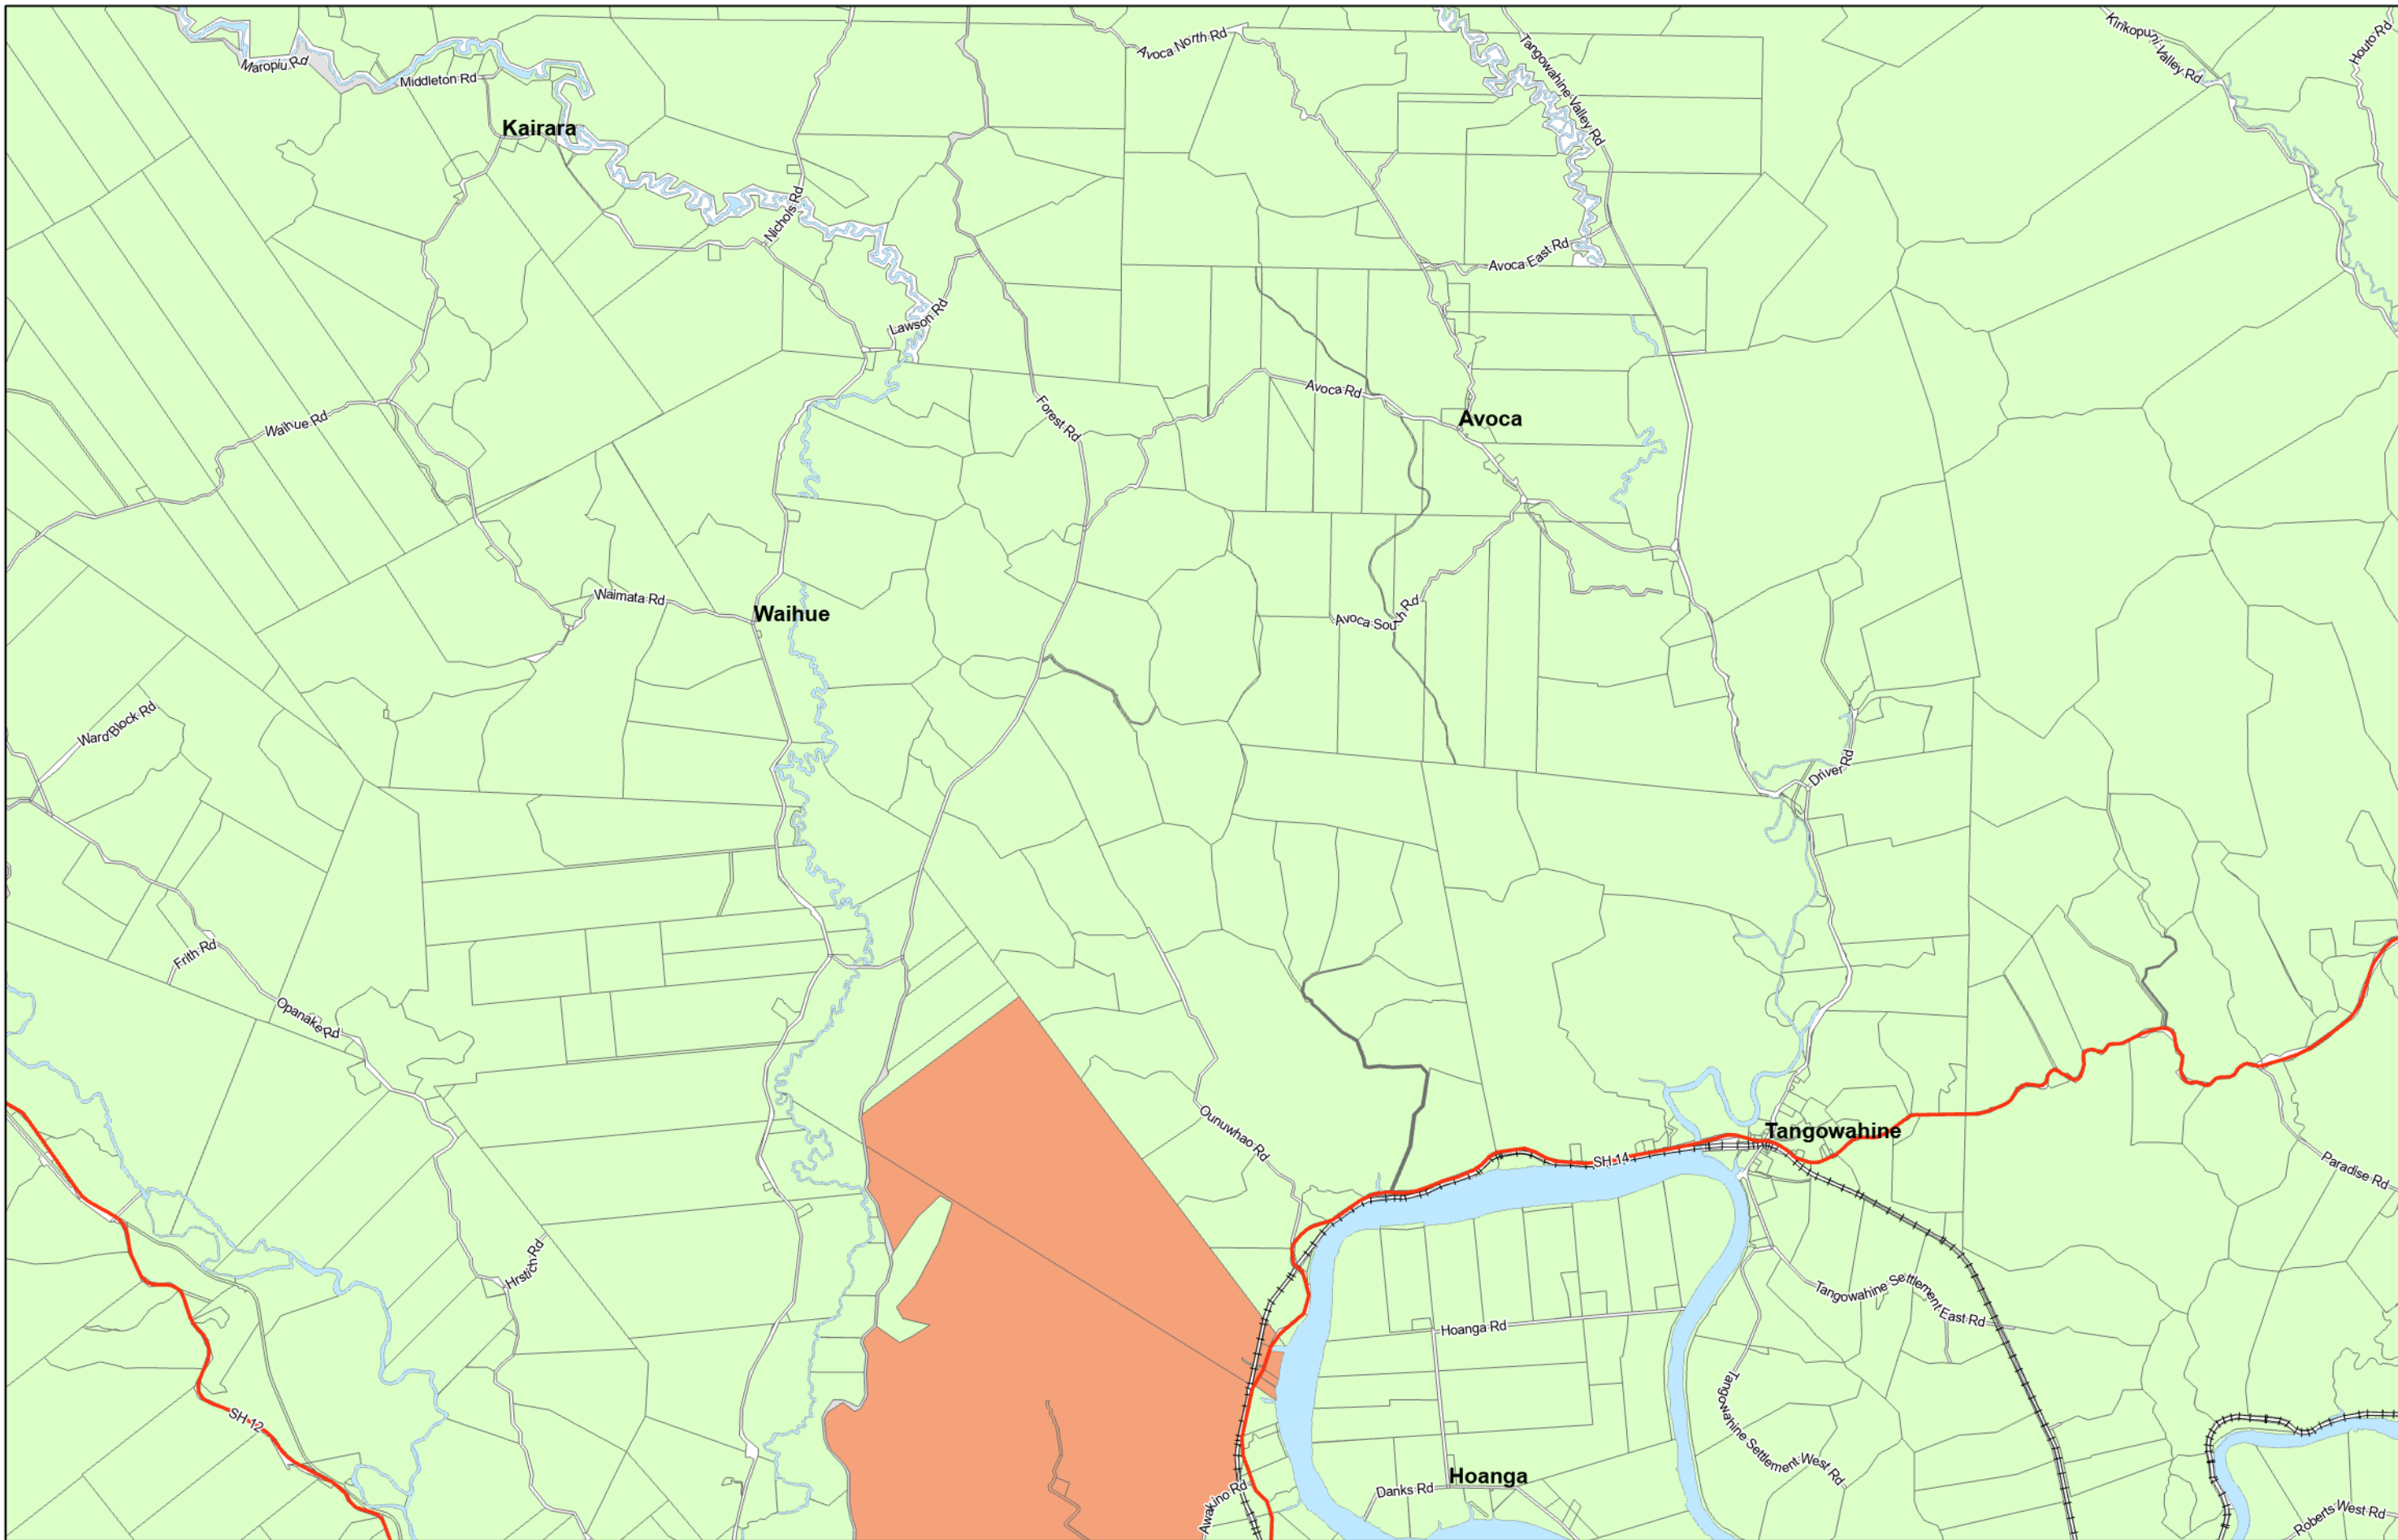 Kirikopuni Valley Rd
Houto Rd
Avoca North Rd
Tangowahine Valley Rd
Maropiu Rd
Middleton Rd
Kairara
Nichols Rd
Avoca East Rd
Lawson Rd
Avoca Rd
Forest Rd
Avoca
Waihue Rd
Waimata Rd
Waihue
Avoca South Rd
Ward Block Rd
Driver Rd
Frith Rd
Opanake Rd
Ounuwhao Rd
Tangowahine
SH 14
Paradise Rd
Hrstich Rd
Tangowahine Settlement East Rd
Hoanga Rd
Tangowahine Settlement West Rd
SH 12
Hoanga
Danks Rd
Awakino Rd
Roberts West Rd